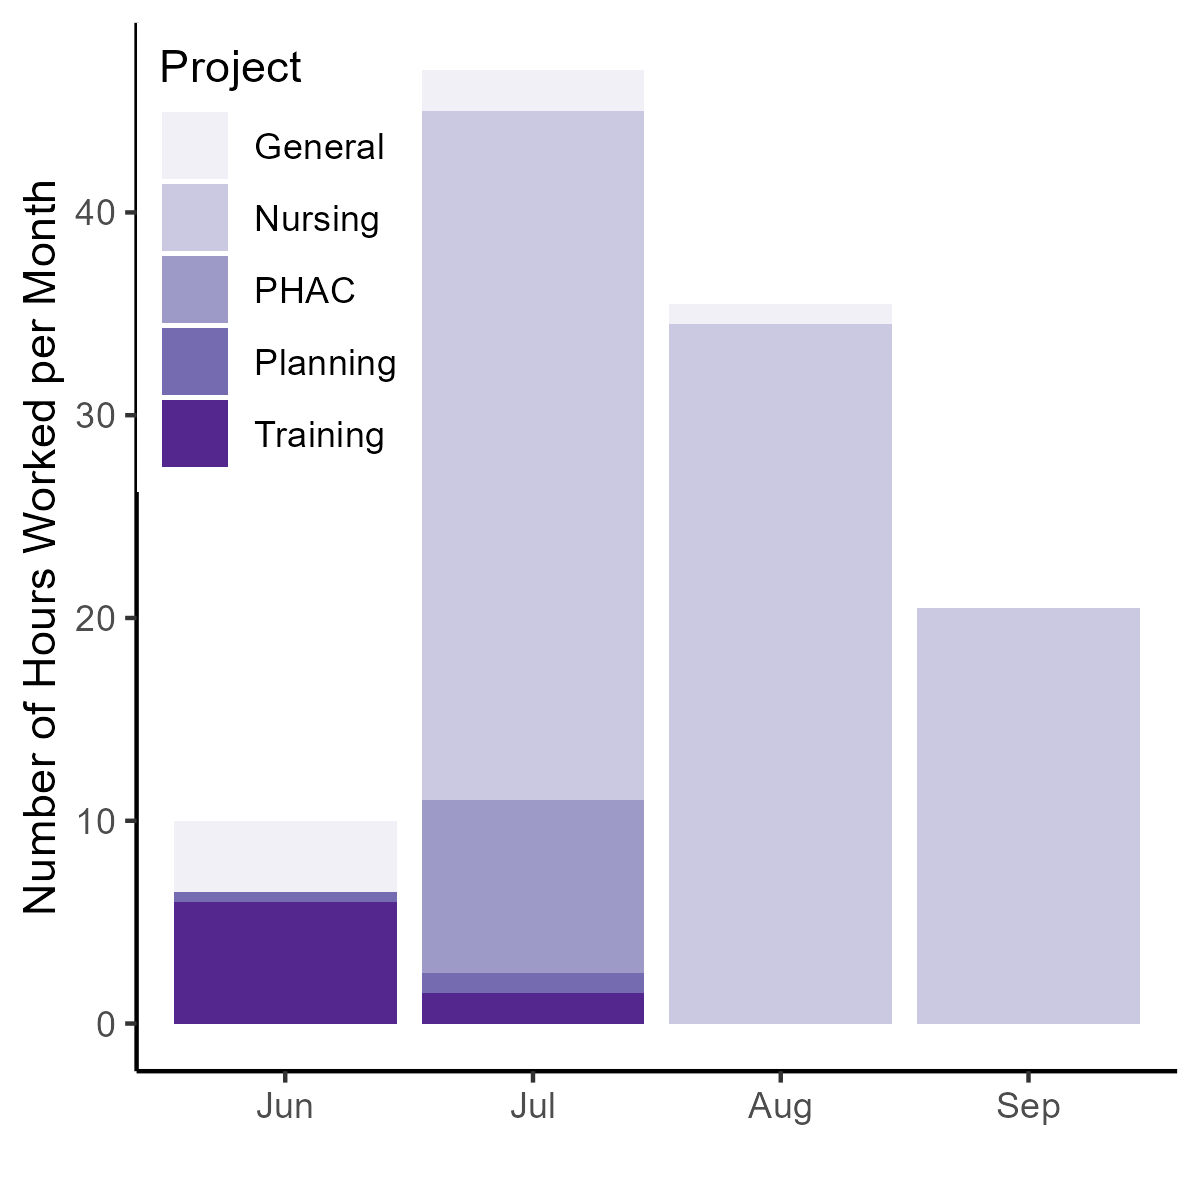 Number of Hours Worked per Month
Project
General
Nursing
PHAC
Planning
Training
40
30
20
10
0
Jun
Jul
Aug
Sep